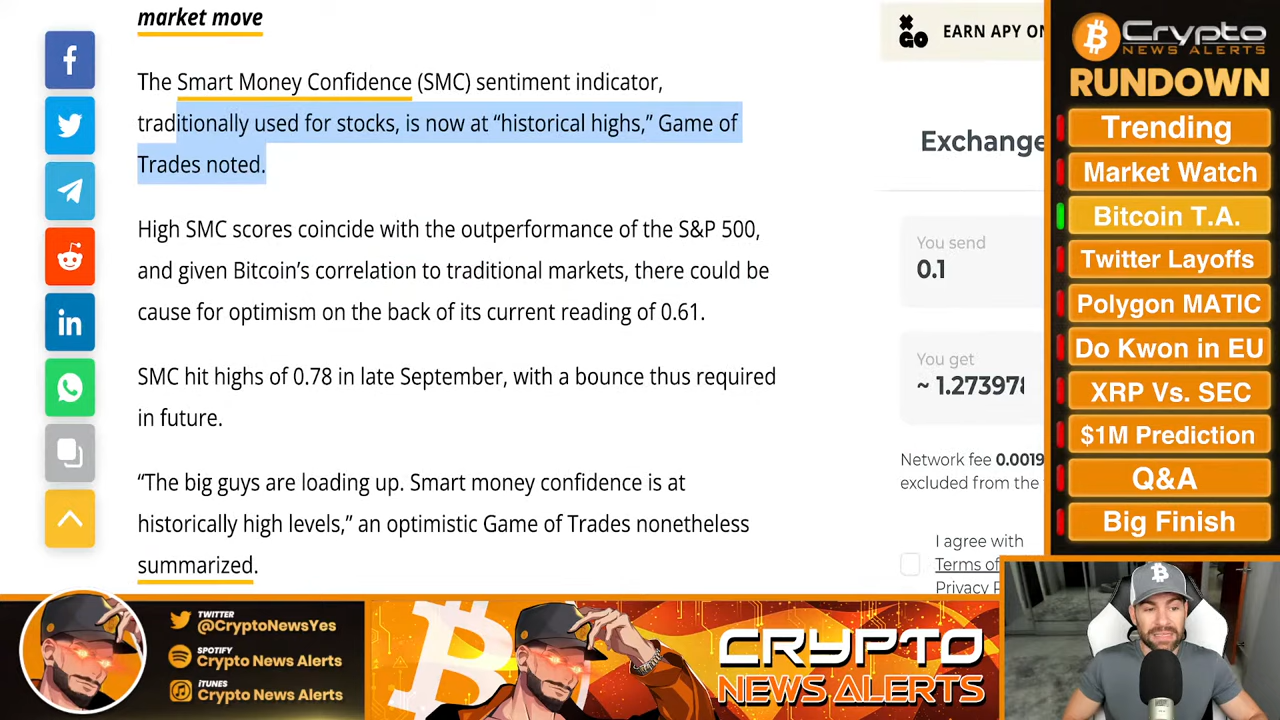 market move
The Smart Money Confidence (SMC) sentiment indicator,
traditionally used for stocks, is now at “historical highs,” Game of
Trades noted.
High SMC scores coincide with the outperformance of the S&P 500,
and given Bitcoin’s correlation to traditional markets, there could be
cause for optimism on the back of its current reading of 0.61.
SMC hit highs of 0.78 in late September, with a bounce thus required
in future.
“The big guys are loading up. Smart money confidence is at
historically high levels,” an optimistic Game of Trades nonetheless
summarized.
GO
EARN APY ON
Exchange
You send
0.1
You get
~ 1.273978
Network fee 0.0019
excluded from the
I agree with
Terms of
Privacy P
Crypto
NEWS ALERTS
RUNDOWN
Trending
Market Watch
Bitcoin T.A.
Twitter Layoffs
Polygon MATIC
Do Kwon in EU
XRP Vs. SEC
$1M Prediction
Q&A
Big Finish
TWITTER
@CryptoNewsYes
SPOTIFY
Crypto News Alerts
iTUNES
Crypto News Alerts
CRYPTO
NEWS ALERTS